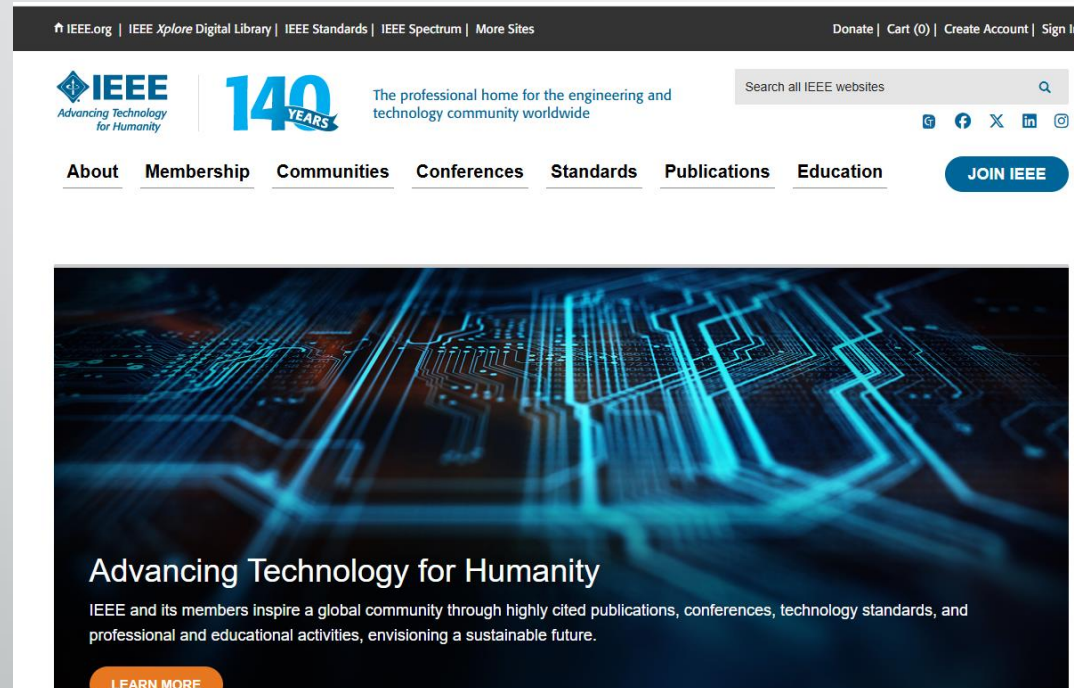 IEEE.org | IEEE Xplore Digital Library | IEEE Standards | IEEE Spectrum | More Sites
Donate | Cart (0) | Create Account | Sign In
IEEE
Advancing Technology
for Humanity
140
YEARS
The professional home for the engineering and
technology community worldwide
Search all IEEE websites
About Membership Communities Conferences Standards Publications Education
JOIN IEEE
Advancing Technology for Humanity
IEEE and its members inspire a global community through highly cited publications, conferences, technology standards, and
professional and educational activities, envisioning a sustainable future.
LEARN MORE